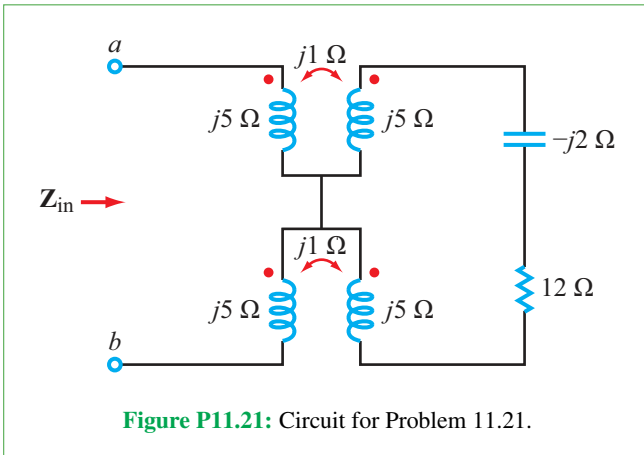 a
j1 Ω
j5 Ω
j5 Ω
−j2 Ω
Zin
j1 Ω
j5 Ω
j5 Ω
12 Ω
b
Figure P11.21: Circuit for Problem 11.21.